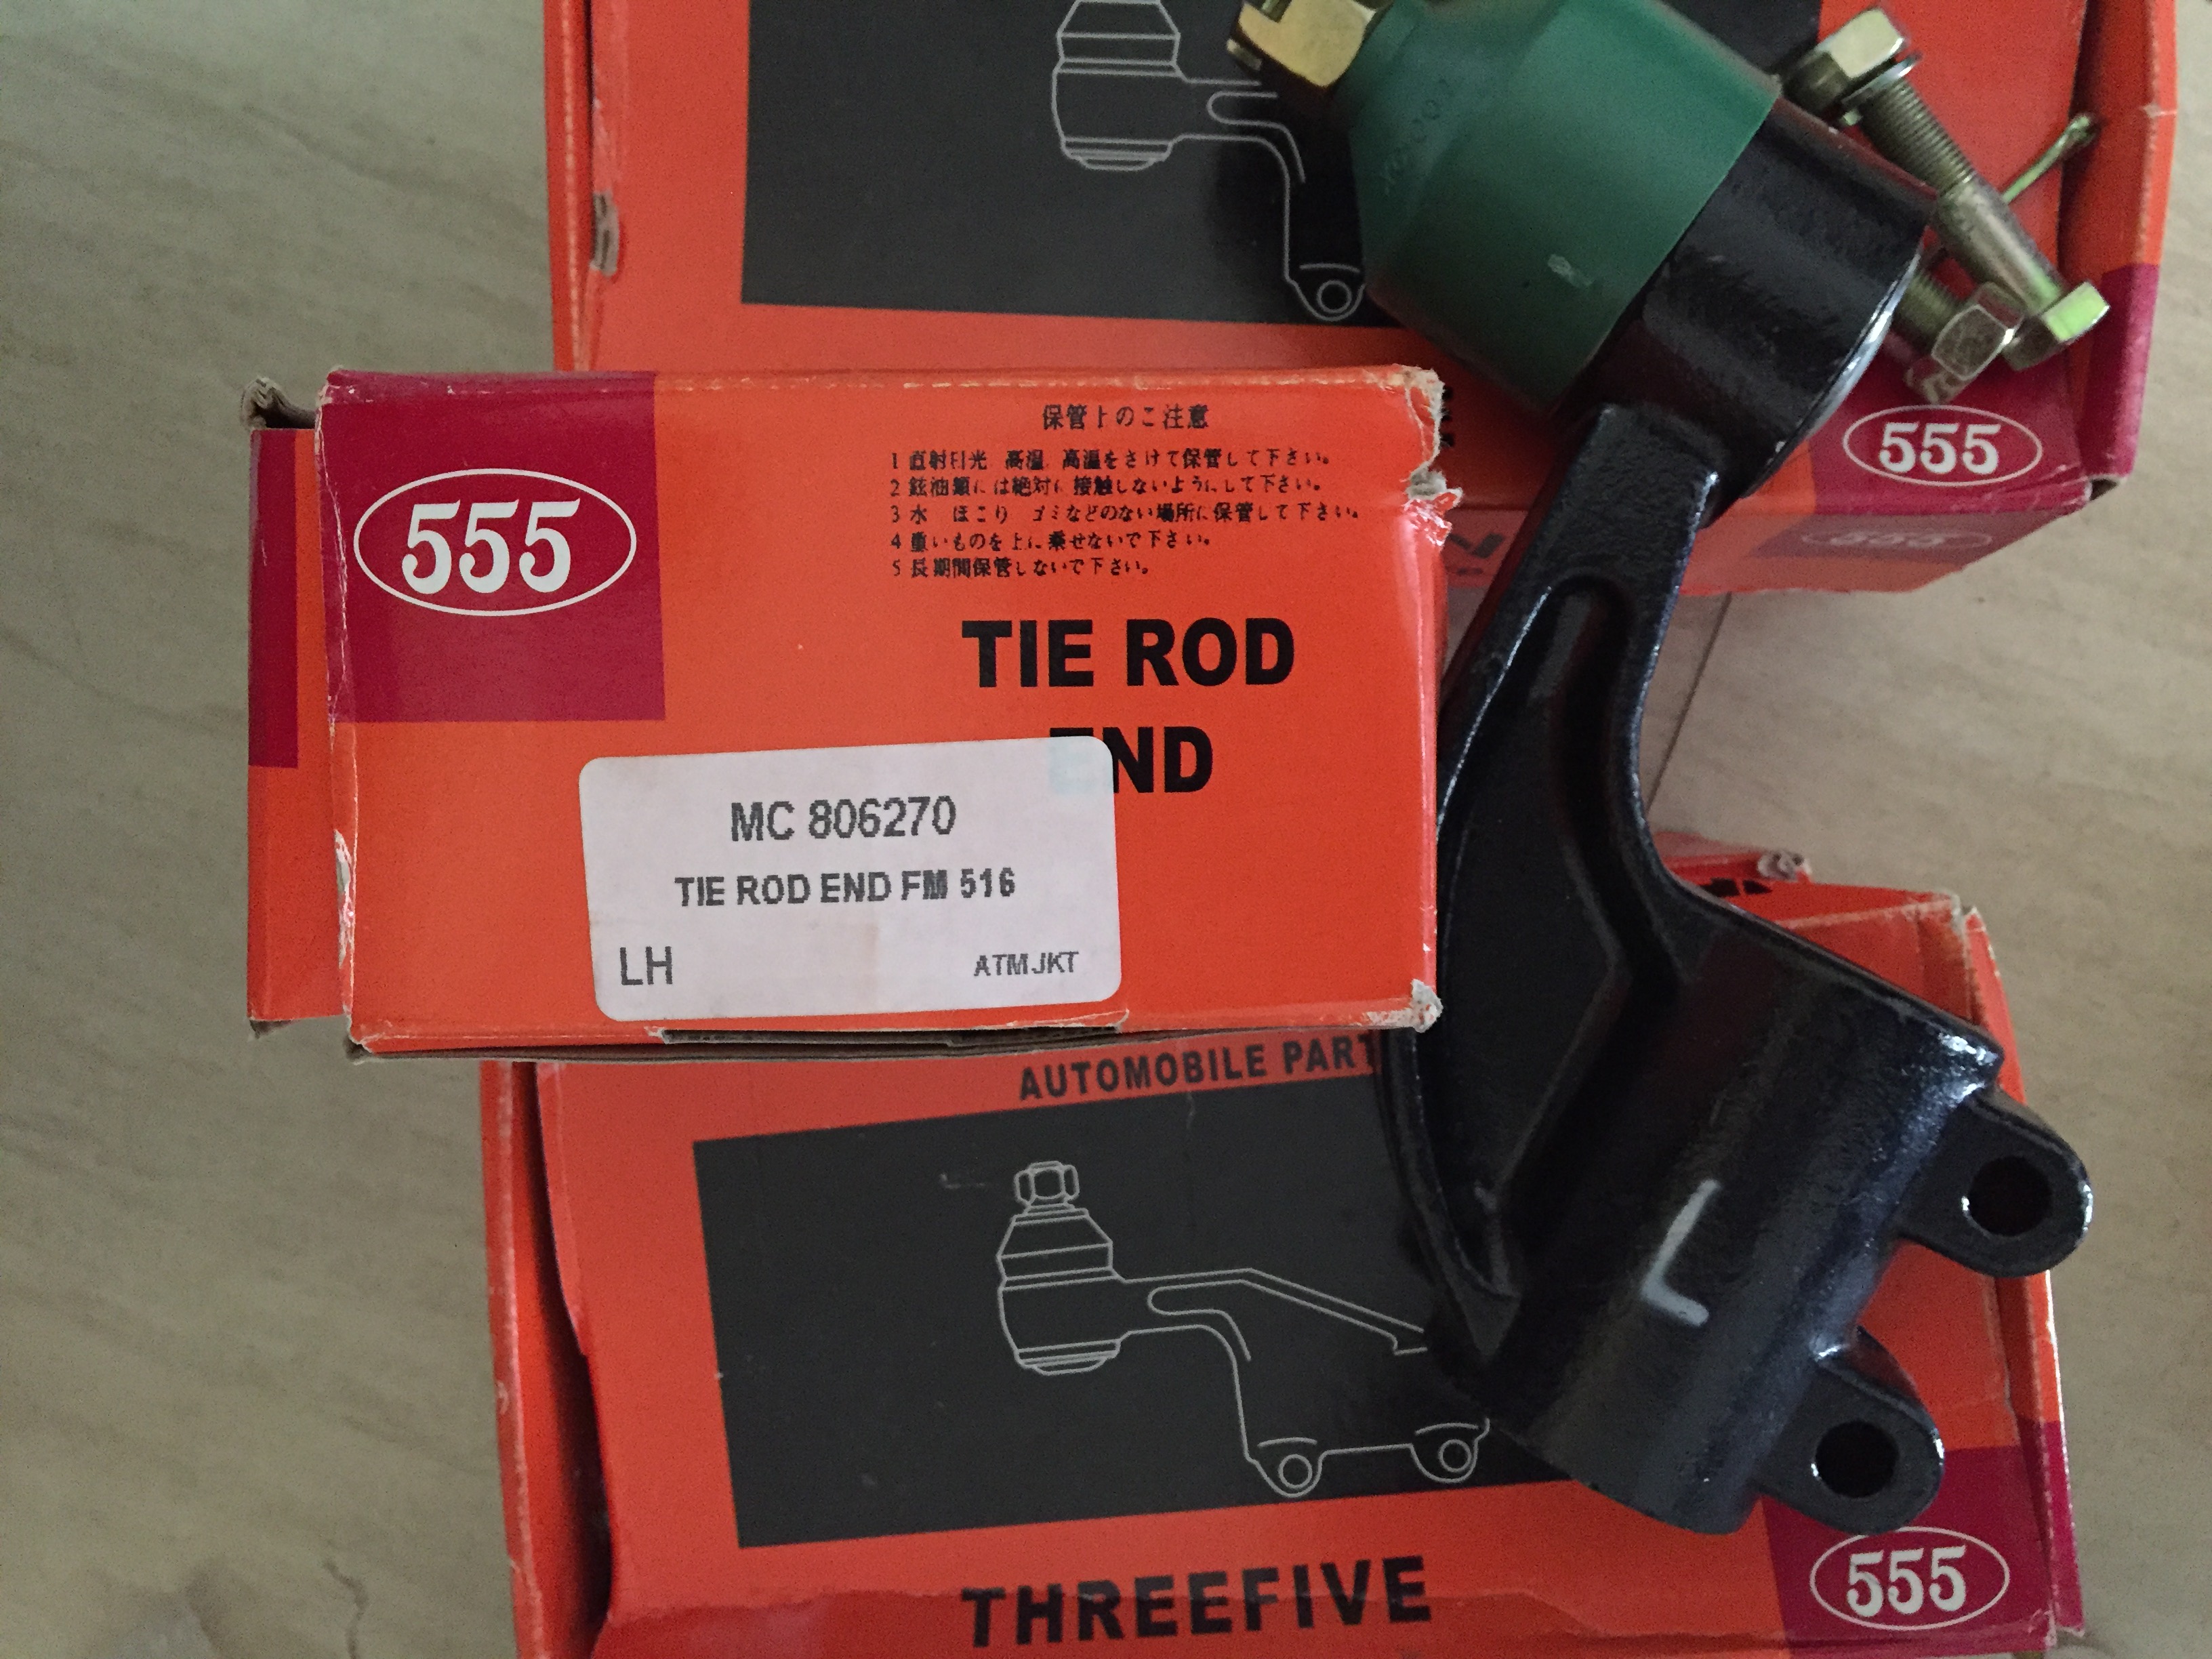 555
保管上のこ注意
1 直射日光 高温 高温をさけて保管して下さい。
2 鉱油類には絶対に接触しないようにして下さい。
3 水 ほこり ゴミなどのない場所に保管して下さい。
4 重いものを上に乗せないで下さい。
5 長期間保管しないで下さい。
TIE ROD
END
MC 806270
TIE ROD END FM 516
LH
ATM JKT
555
555
AUTOMOBILE PART
L
THREEFIVE
555